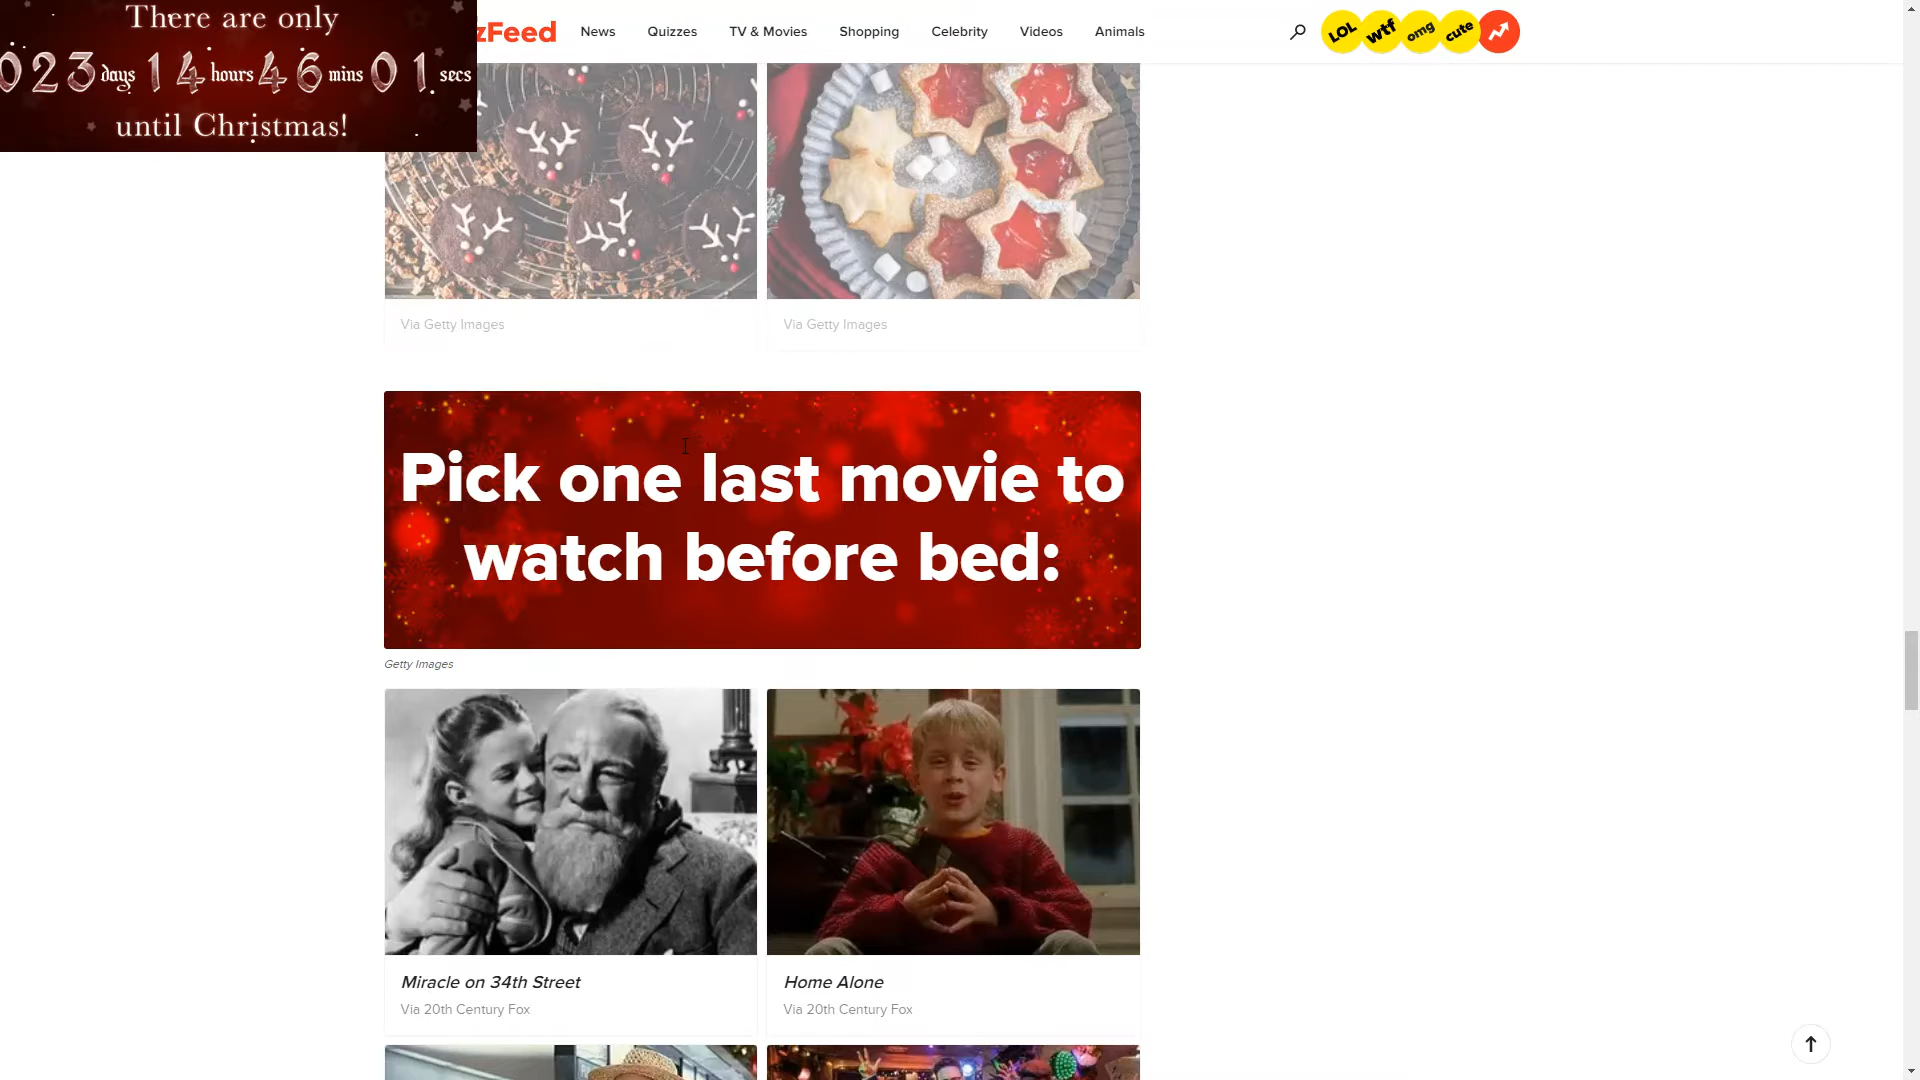 There are only
023 days 14 hours 46 mins 01 secs
until Christmas!
zFeed
News
Quizzes
TV & Movies
Shopping
Celebrity
Videos
Animals
LOL
wtf
omg
cute
Via Getty Images
Via Getty Images
Pick one last movie to
watch before bed:
Getty Images
Miracle on 34th Street
Via 20th Century Fox
Home Alone
Via 20th Century Fox